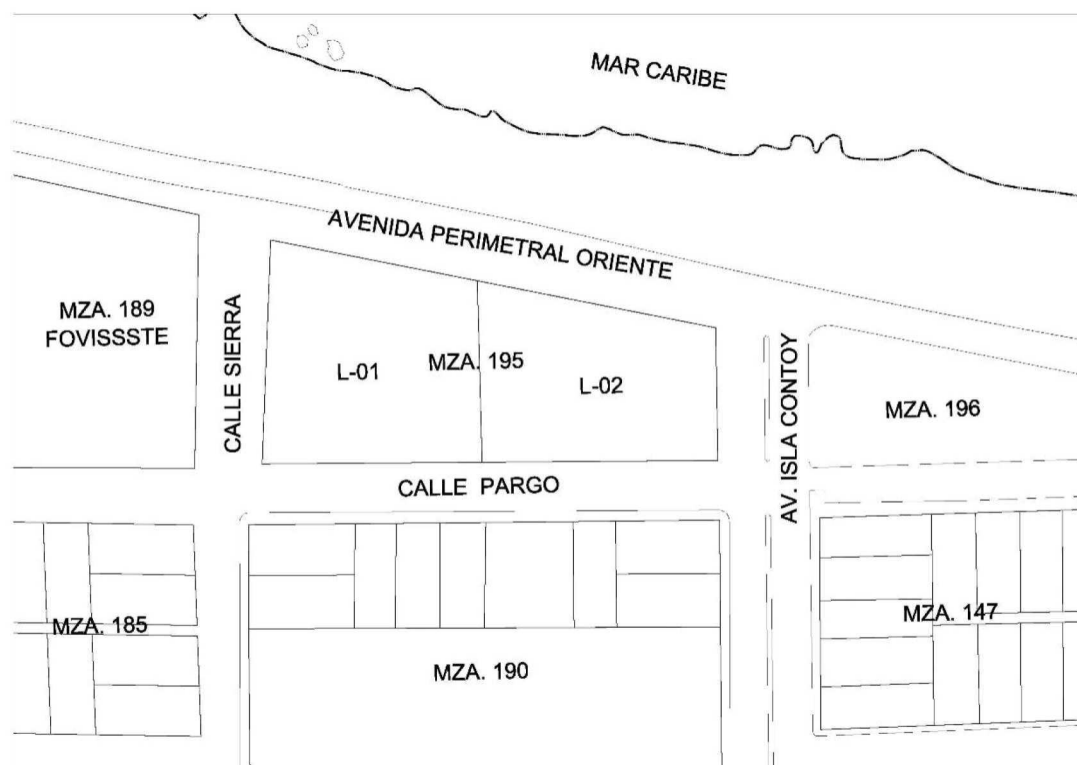 MAR CARIBE
AVENIDA PERIMETRAL ORIENTE
MZA. 189
FOVISSSTE
CALLE SIERRA
L-01
MZA. 195
L-02
AV. ISLA CONTOY
MZA. 196
CALLE PARGO
MZA. 185
MZA. 190
MZA. 147